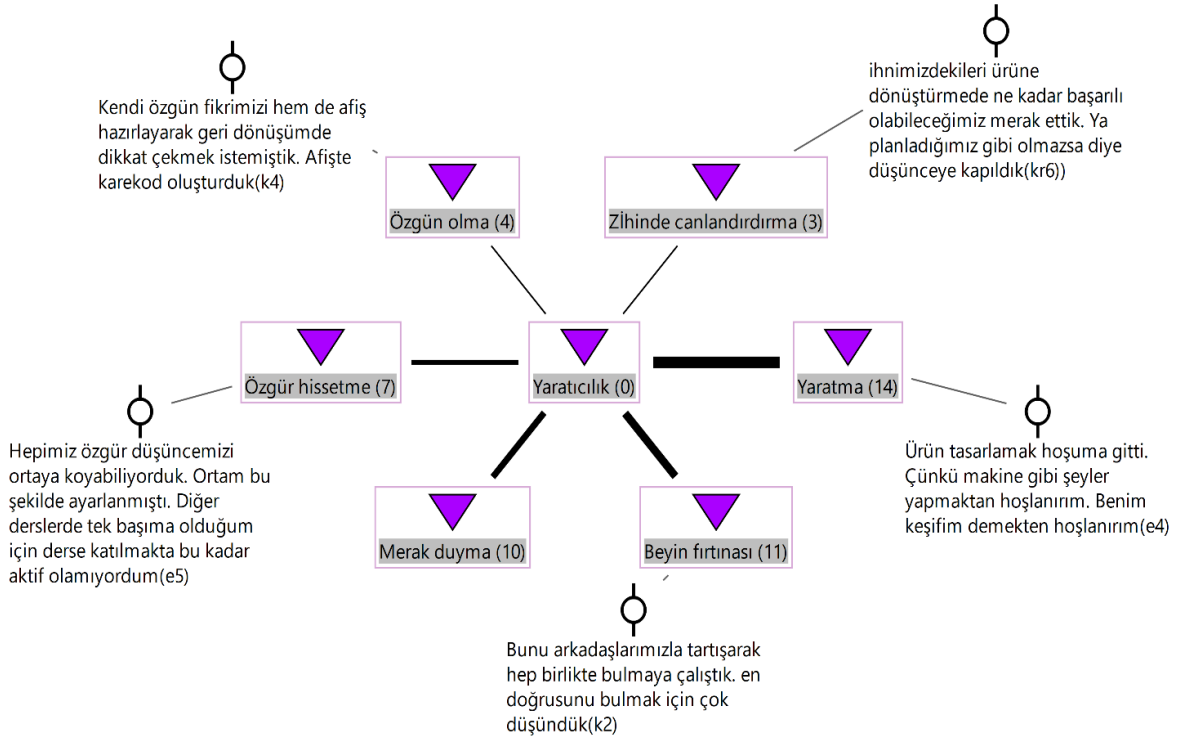 Kendi özgün fikrimizi hem de afiş
hazırlayarak geri dönüşümde
dikkat çekmek istemiştik. Afişte
karekod oluşturduk(k4)
ihnimizdekileri ürüne
dönüştürmede ne kadar başarılı
olabileceğimiz merak ettik. Ya
planladığımız gibi olmazsa diye
düşünceye kapıldık(kr6))
Özgün olma (4)
Zİhinde canlandırdırma (3)
Özgür hissetme (7)
Yaratıcılık (0)
Yaratma (14)
Hepimiz özgür düşüncemizi
ortaya koyabiliyorduk. Ortam bu
şekilde ayarlanmıştı. Diğer
derslerde tek başıma olduğum
için derse katılmakta bu kadar
aktif olamıyordum(e5)
Ürün tasarlamak hoşuma gitti.
Çünkü makine gibi şeyler
yapmaktan hoşlanırım. Benim
keşifim demekten hoşlanırım(e4)
Merak duyma (10)
Beyin fırtınası (11)
Bunu arkadaşlarımızla tartışarak
hep birlikte bulmaya çalıştık. en
doğrusunu bulmak için çok
düşündük(k2)